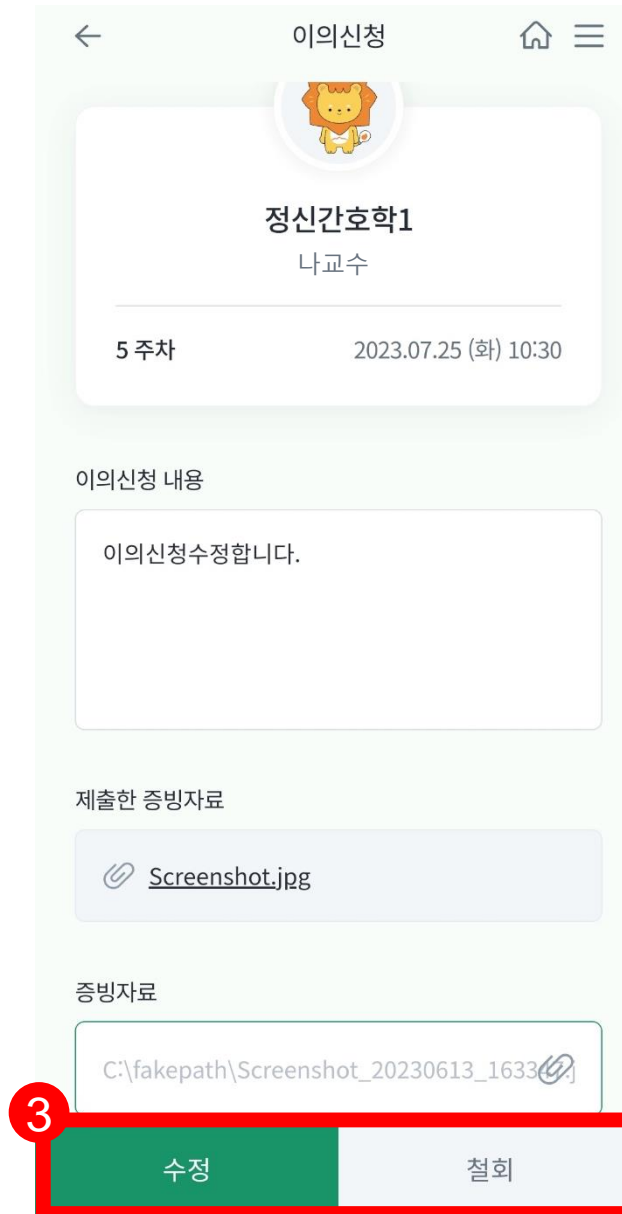 이의신청
정신간호학1
나교수
5 주차 2023.07.25 (화) 10:30
이의신청 내용
이의신청수정합니다.
제출한 증빙자료
Screenshot.jpg
증빙자료
C:\fakepath\Screenshot_20230613_1633
3
수정 철회